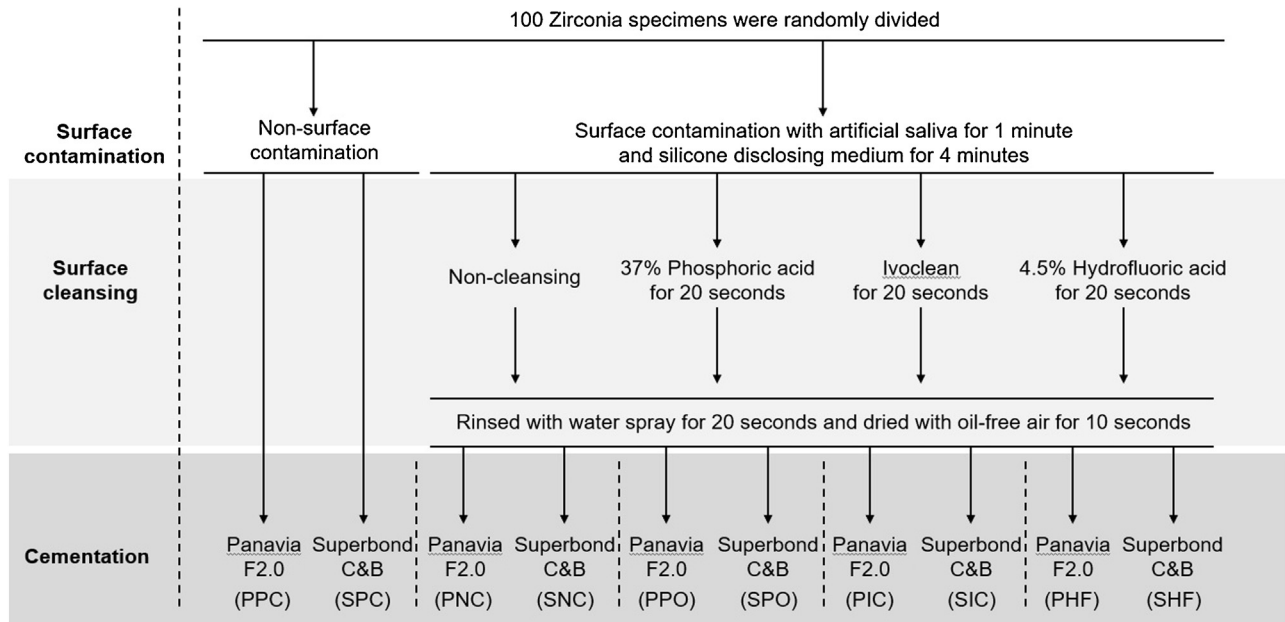 100 Zirconia specimens were randomly divided
Surface
contamination
Non-surface
contamination
Surface contamination with artificial saliva for 1 minute
and silicone disclosing medium for 4 minutes
Surface
cleansing
Non-cleansing
37% Phosphoric acid
for 20 seconds
Ivoclean
for 20 seconds
4.5% Hydrofluoric acid
for 20 seconds
Rinsed with water spray for 20 seconds and dried with oil-free air for 10 seconds
Cementation
Panavia
F2.0
(PPC)
Superbond
C&B
(SPC)
Panavia
F2.0
(PNC)
Superbond
C&B
(SNC)
Panavia
F2.0
(PPO)
Superbond
C&B
(SPO)
Panavia
F2.0
(PIC)
Superbond
C&B
(SIC)
Panavia
F2.0
(PHF)
Superbond
C&B
(SHF)